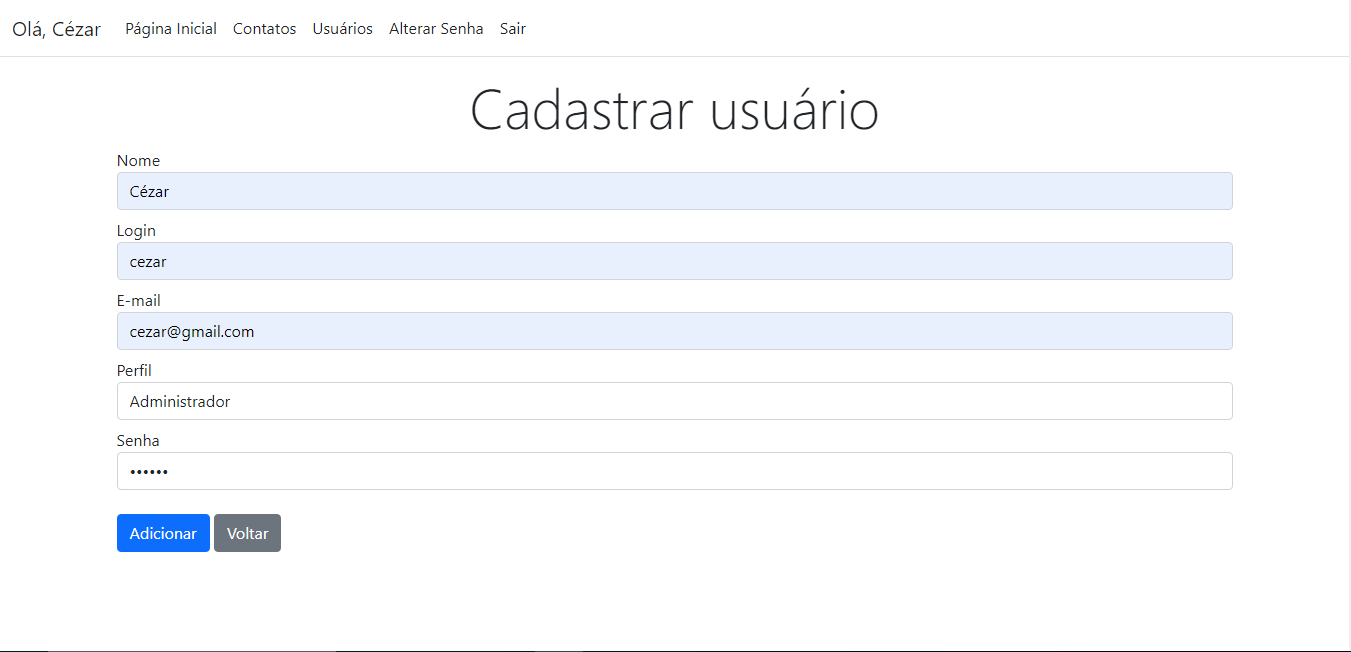 Olá, Cézar Página Inicial Contatos Usuários Alterar Senha Sair
Cadastrar usuário
Nome
Cézar
Login
cezar
E-mail
cezar@gmail.com
Perfil
Administrador
Senha
••••••
Adicionar Voltar